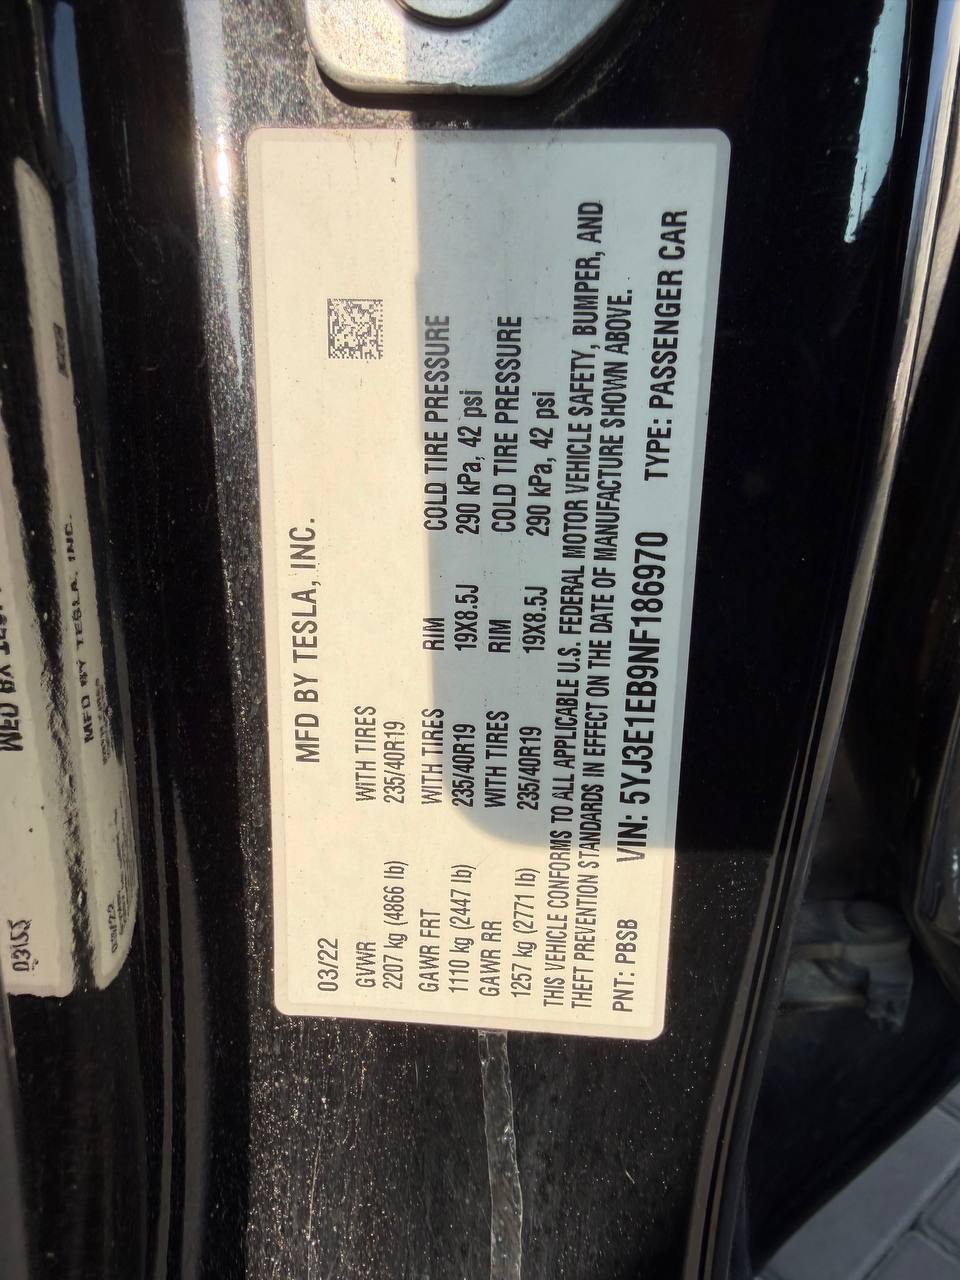 MFD BY TESLA, INC.
03/22
GVWR WITH TIRES
2207 kg (4866 lb) 235/40R19
GAWR FRT WITH TIRES RIM COLD TIRE PRESSURE
1110 kg (2447 lb) 235/40R19 19X8.5J 290 kPa, 42 psi
GAWR RR WITH TIRES RIM COLD TIRE PRESSURE
1257 kg (2771 lb) 235/40R19 19X8.5J 290 kPa, 42 psi
THIS VEHICLE CONFORMS TO ALL APPLICABLE U.S. FEDERAL MOTOR VEHICLE SAFETY, BUMPER, AND
THEFT PREVENTION STANDARDS IN EFFECT ON THE DATE OF MANUFACTURE SHOWN ABOVE.
PNT: PBSB VIN: 5YJ3E1EB9NF186970 TYPE: PASSENGER CAR